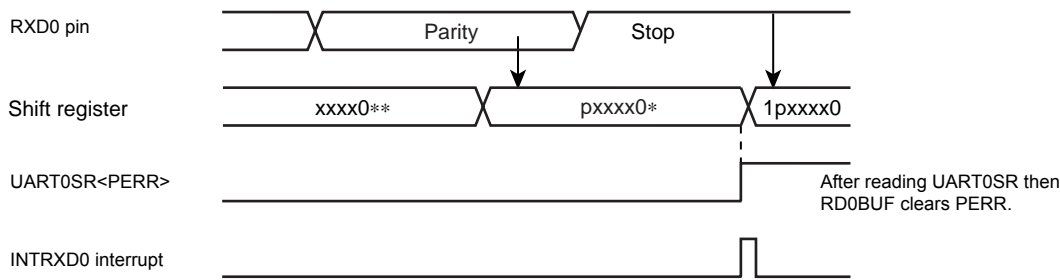 RXD0 pin
Parity
Stop
Shift register
xxxx0**
pxxxx0*
1pxxxx0
UART0SR<PERR>
After reading UART0SR then
RD0BUF clears PERR.
INTRXD0 interrupt